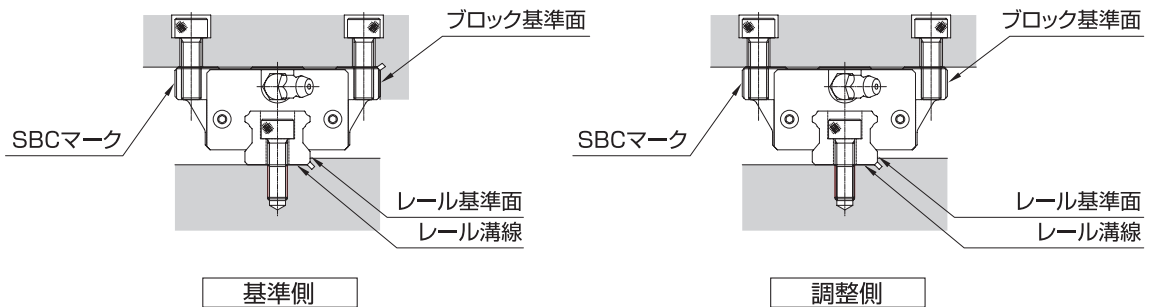 ブロック基準面
SBCマーク
レール基準面
レール溝線
基準側
ブロック基準面
SBCマーク
レール基準面
レール溝線
調整側